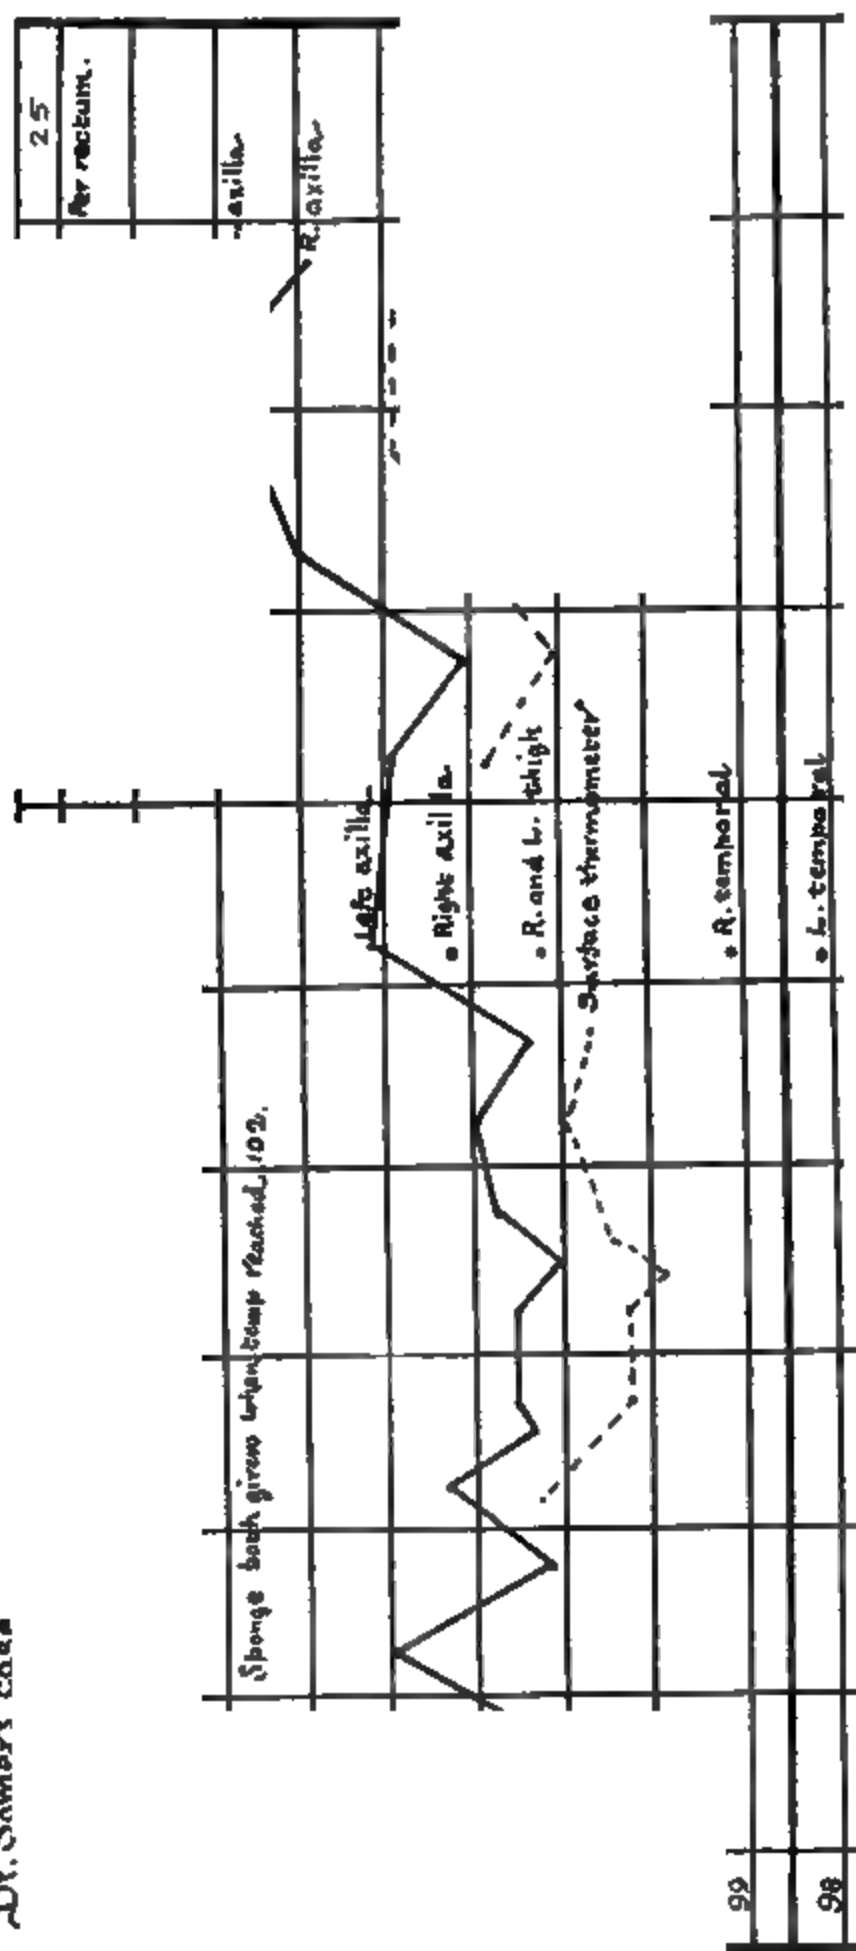 Dr. Somers case
25
Per rectum.
axilla
R. axilla
Sponge bath given when temp reached 102.
Left axilla
Right axilla
R. and L. thigh
Surface thermometer
R. temporal
L. temporal
99
98